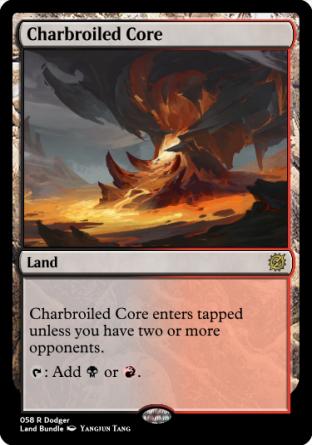 Charbroiled Core
Land
Charbroiled Core enters tapped
unless you have two or more
opponents.
: Add or .
058 R Dodger
Land Bundle Yangjun Tang